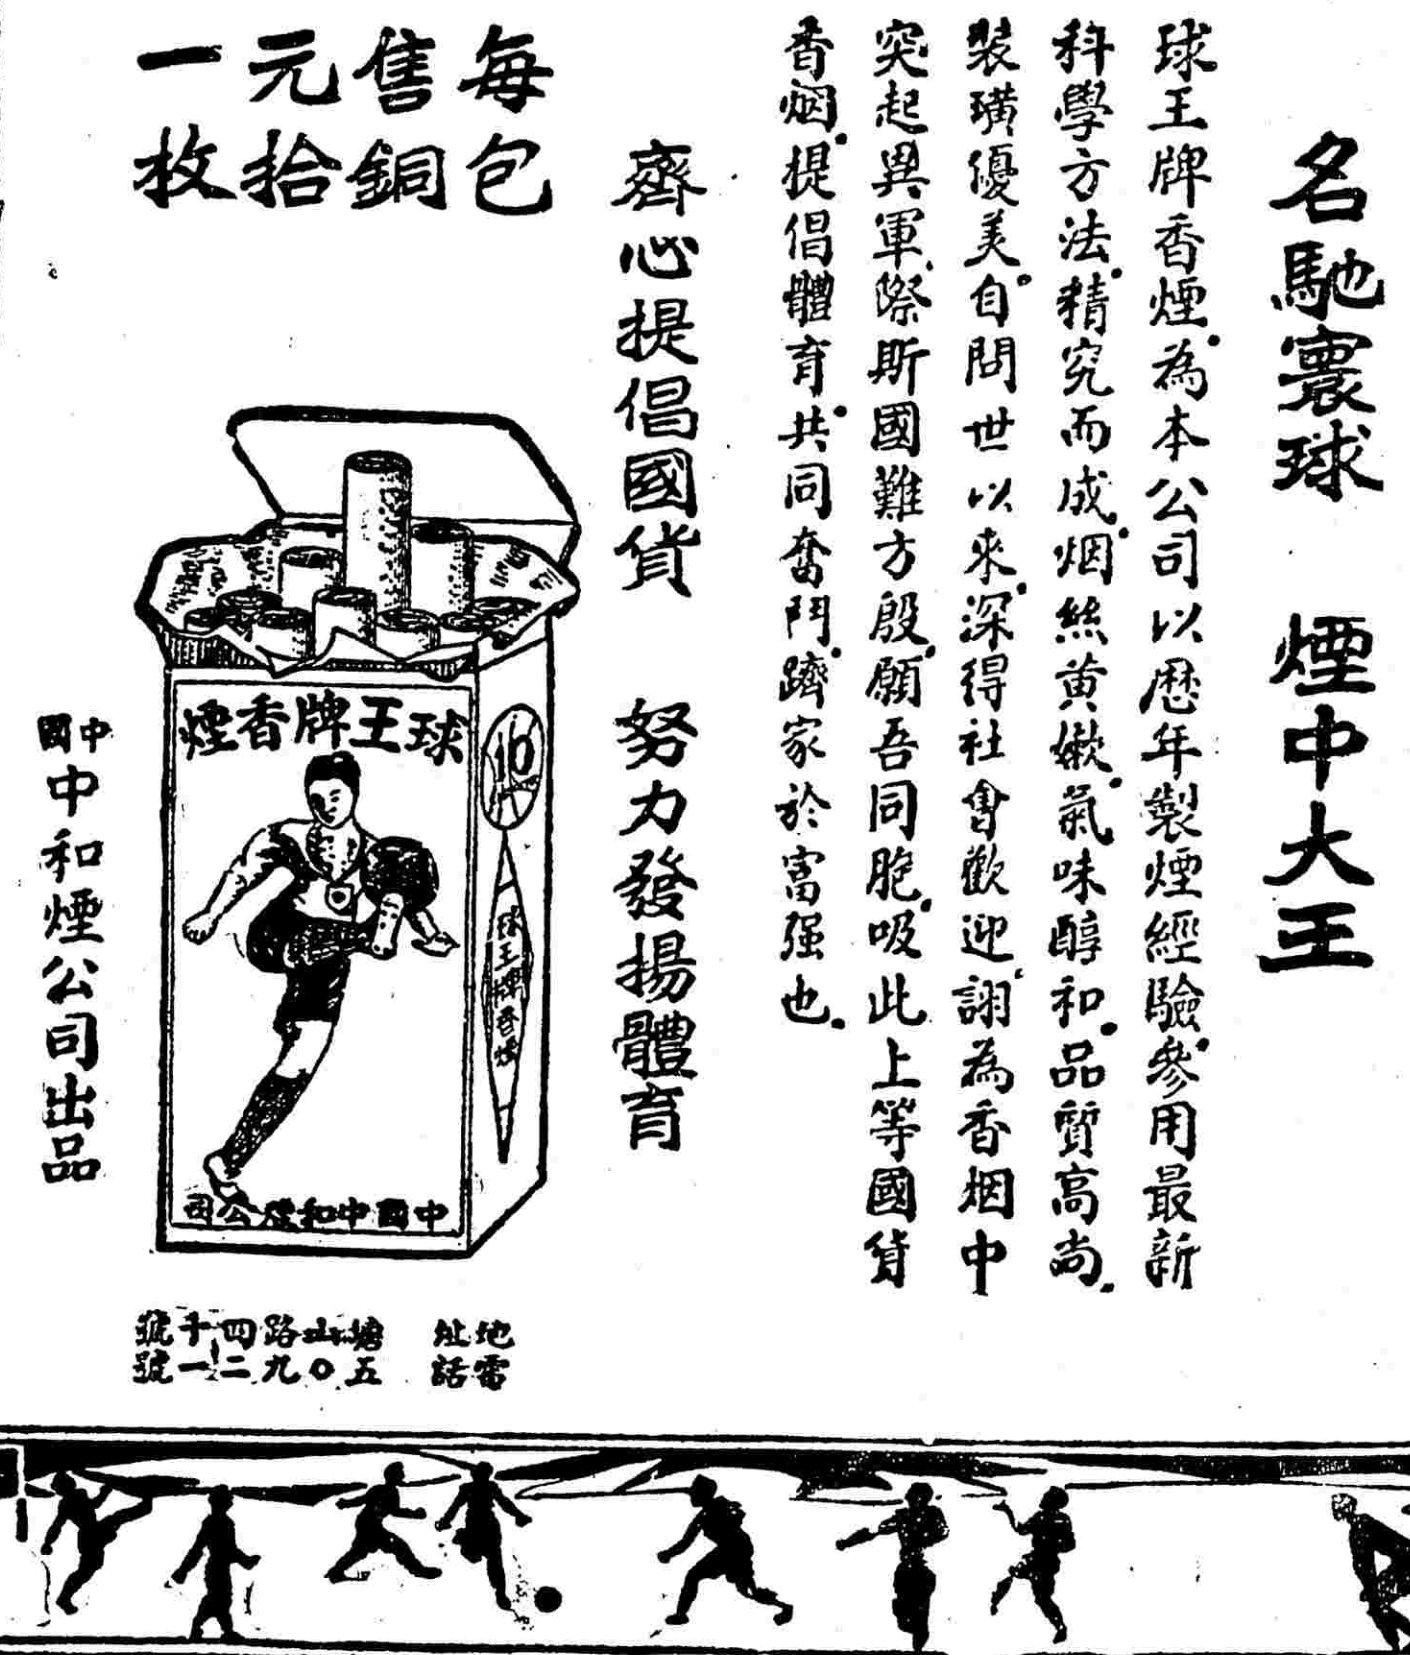 名馳寰球　煙中大王
球王牌香煙。為本公司以歷年製煙經驗。參用最新
科學方法。精究而成。烟絲黄嫩。氣味醇和。品質高尚。
裝璜優美。自問世以來。深得社會歡迎。詡為香烟中
突起異軍。際斯國難方殷。願吾同胞。吸此上等國貨
香烟。提倡體育。共同奮鬥。躋家於富强也。
齊心提倡國貨　努力發揚體育
每包
售銅
元拾
一枚
球王牌香煙
10
球王牌香煙
中國中和煙公司
中國
中和煙公司出品
地址　塘山路四十號
電話　五〇九二一號